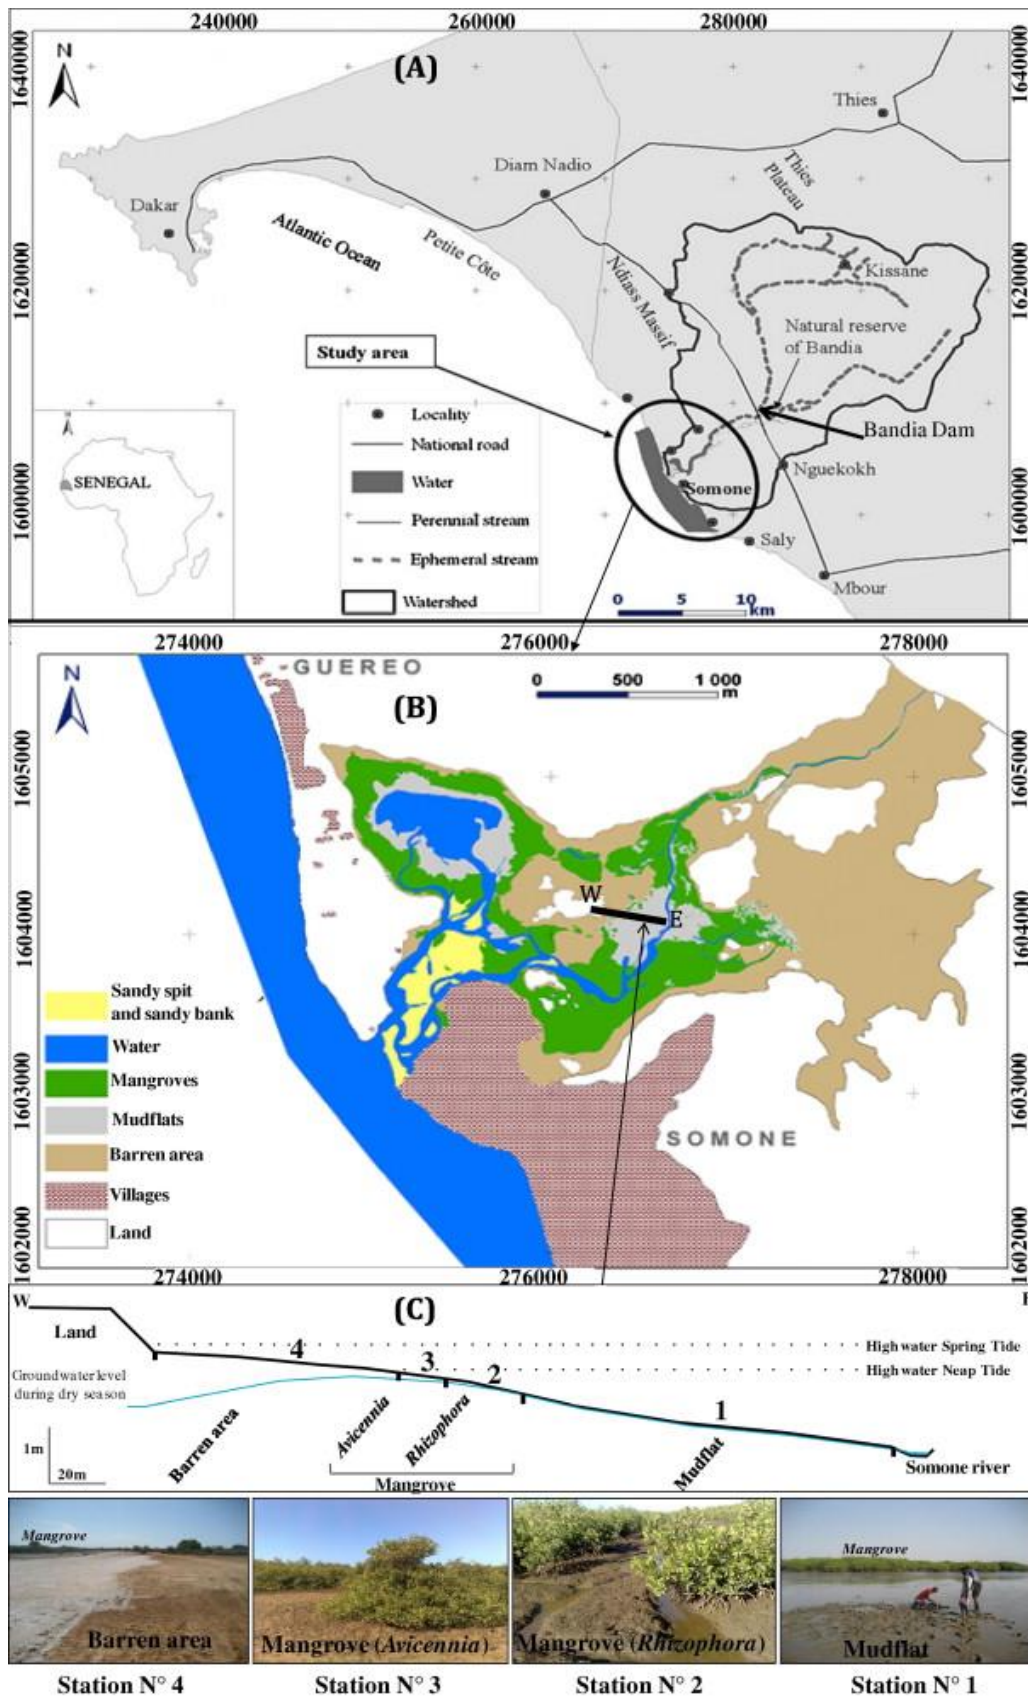 240000 260000 280000
1640000
1640000
(A)
N
Thies
Diam Nadio
Thies
Plateau
Dakar
Atlantic Ocean
Petite Côte
Ndiass Massif
Kissane
1620000
1620000
Natural reserve
of Bandia
Study area
Bandia Dam
Locality
National road
Water
Perennial stream
Ephemeral stream
Watershed
SENEGAL
Nguekokh
Somone
1600000
1600000
Saly
Mbour
0 5 10
km
274000 276000 278000
GUEREO
N
(B)
0 500 1 000
m
1605000
1605000
W
E
1604000
1604000
Sandy spit
and sandy bank
Water
Mangroves
Mudflats
Barren area
Villages
Land
1603000
1603000
SOMONE
1602000
1602000
274000 276000 278000
W
(C)
Land
4
3
2
1
High water Spring Tide
High water Neap Tide
Groundwater level
during dry season
Barren area
Avicennia
Rhizophora
Mudflat
Mangrove
Somone river
1m
20m
Mangrove
Barren area
Mangrove (Avicennia)
Mangrove (Rhizophora)
Mangrove
Mudflat
Station N° 4
Station N° 3
Station N° 2
Station N° 1